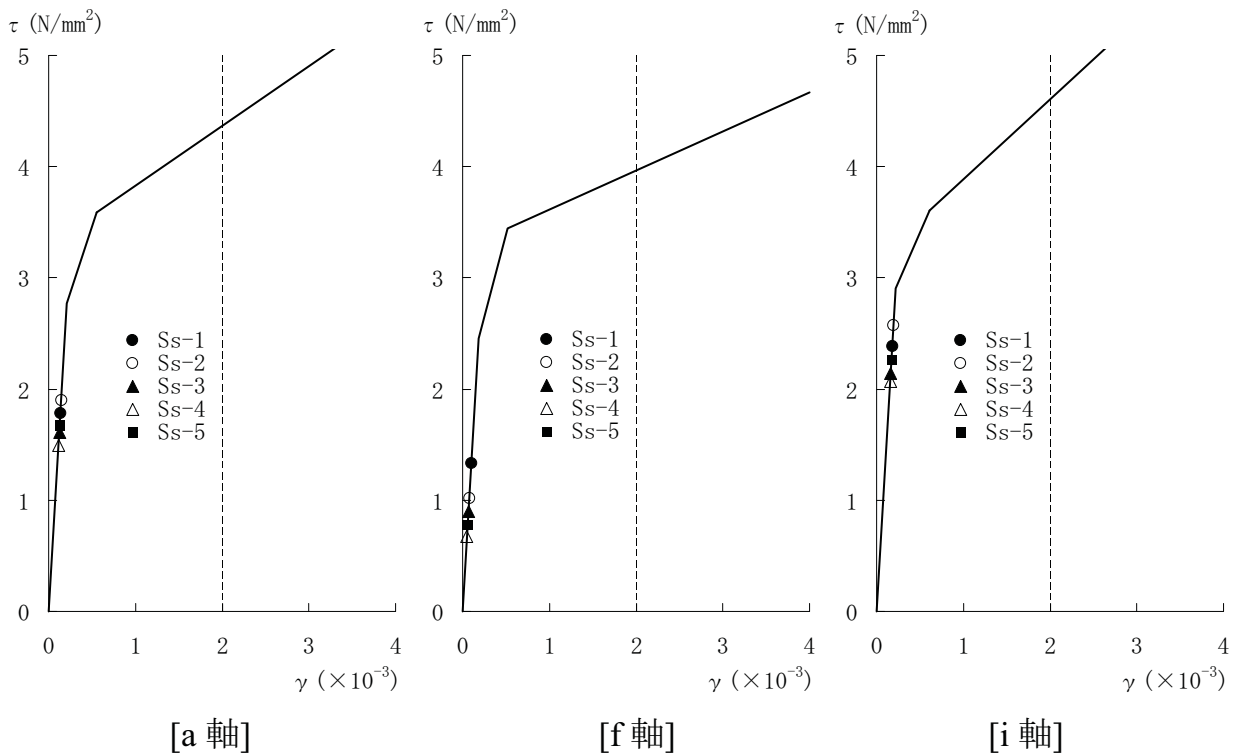 τ (N/mm²)
5
4
3
2
1
0
Ss-1
Ss-2
Ss-3
Ss-4
Ss-5
0 1 2 3 4
γ (×10⁻³)
[a 軸]
τ (N/mm²)
5
4
3
2
1
0
Ss-1
Ss-2
Ss-3
Ss-4
Ss-5
0 1 2 3 4
γ (×10⁻³)
[f 軸]
τ (N/mm²)
5
4
3
2
1
0
Ss-1
Ss-2
Ss-3
Ss-4
Ss-5
0 1 2 3 4
γ (×10⁻³)
[i 軸]